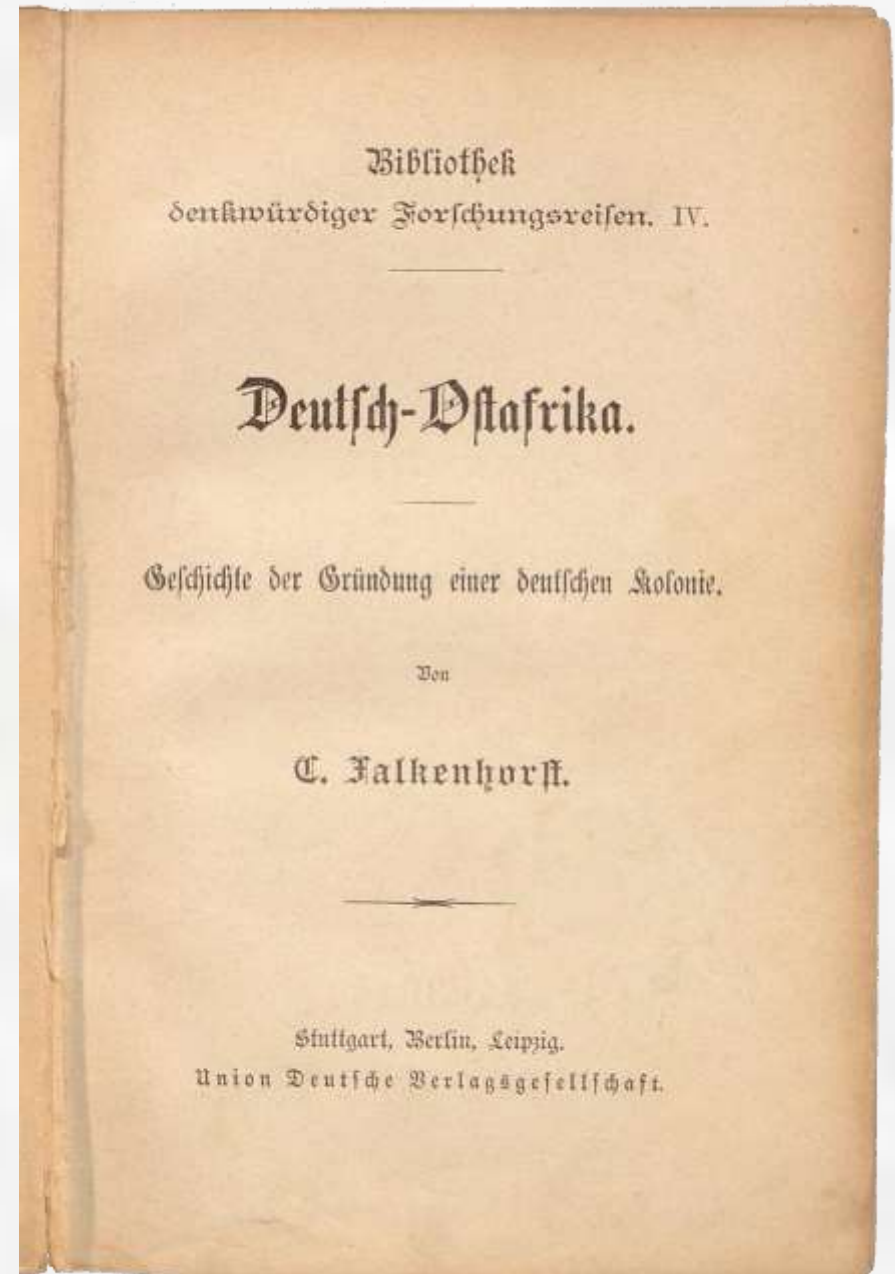 Bibliothek
denkwürdiger Forschungsreisen. IV.
Deutsch-Ostafrika.
Geschichte der Gründung einer deutschen Kolonie.
Von
C. Falkenhorst.
Stuttgart, Berlin, Leipzig.
Union Deutsche Verlagsgesellschaft.